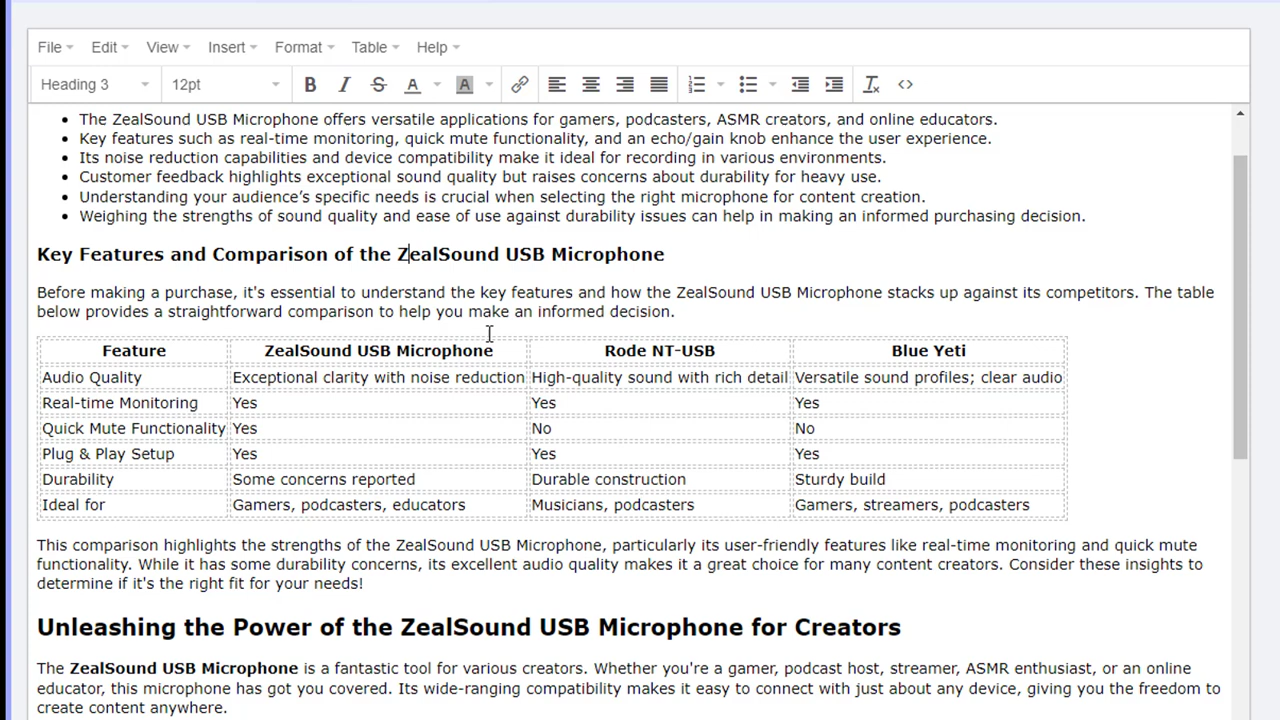 File Edit View Insert Format Table Help
Heading 3 12pt B I S A A
The ZealSound USB Microphone offers versatile applications for gamers, podcasters, ASMR creators, and online educators.
Key features such as real-time monitoring, quick mute functionality, and an echo/gain knob enhance the user experience.
Its noise reduction capabilities and device compatibility make it ideal for recording in various environments.
Customer feedback highlights exceptional sound quality but raises concerns about durability for heavy use.
Understanding your audience’s specific needs is crucial when selecting the right microphone for content creation.
Weighing the strengths of sound quality and ease of use against durability issues can help in making an informed purchasing decision.
Key Features and Comparison of the ZealSound USB Microphone
Before making a purchase, it's essential to understand the key features and how the ZealSound USB Microphone stacks up against its competitors. The table
below provides a straightforward comparison to help you make an informed decision.
Feature ZealSound USB Microphone Rode NT-USB Blue Yeti
Audio Quality Exceptional clarity with noise reduction High-quality sound with rich detail Versatile sound profiles; clear audio
Real-time Monitoring Yes Yes Yes
Quick Mute Functionality Yes No No
Plug & Play Setup Yes Yes Yes
Durability Some concerns reported Durable construction Sturdy build
Ideal for Gamers, podcasters, educators Musicians, podcasters Gamers, streamers, podcasters
This comparison highlights the strengths of the ZealSound USB Microphone, particularly its user-friendly features like real-time monitoring and quick mute
functionality. While it has some durability concerns, its excellent audio quality makes it a great choice for many content creators. Consider these insights to
determine if it's the right fit for your needs!
Unleashing the Power of the ZealSound USB Microphone for Creators
The ZealSound USB Microphone is a fantastic tool for various creators. Whether you're a gamer, podcast host, streamer, ASMR enthusiast, or an online
educator, this microphone has got you covered. Its wide-ranging compatibility makes it easy to connect with just about any device, giving you the freedom to
create content anywhere.